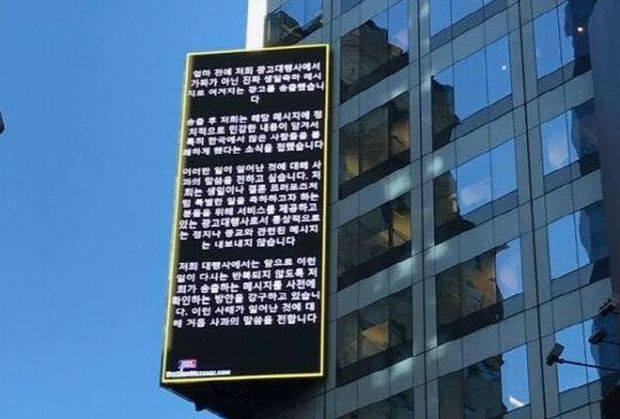 얼마 전에 저희 광고대행사에서
가짜가 아닌 진짜 생일축하 메시
지로 여겨지는 광고를 송출했습니
다
송출 후 저희는 해당 메시지에 정
치적으로 민감한 내용이 담겨서
특히 한국에서 많은 사람들을 불
쾌하게 했다는 소식을 접했습니다
이러한 일이 일어난 것에 대해 사
과의 말씀을 전하고 싶습니다. 저
희는 생일이나 결혼 프러포즈처
럼 특별한 일을 축하하고자 하는
분들을 위해 서비스를 제공하고
있는 광고대행사로서 통상적으로
는 정치나 종교와 관련된 메시지
는 내보내지 않습니다
저희 대행사에서는 앞으로 이런
일이 다시는 반복되지 않도록 저
희가 송출하는 메시지를 사전에
확인하는 방안을 강구하고 있습니
다. 이런 사태가 일어난 것에 대
해 거듭 사과의 말씀을 전합니다
BigSignMessage.com